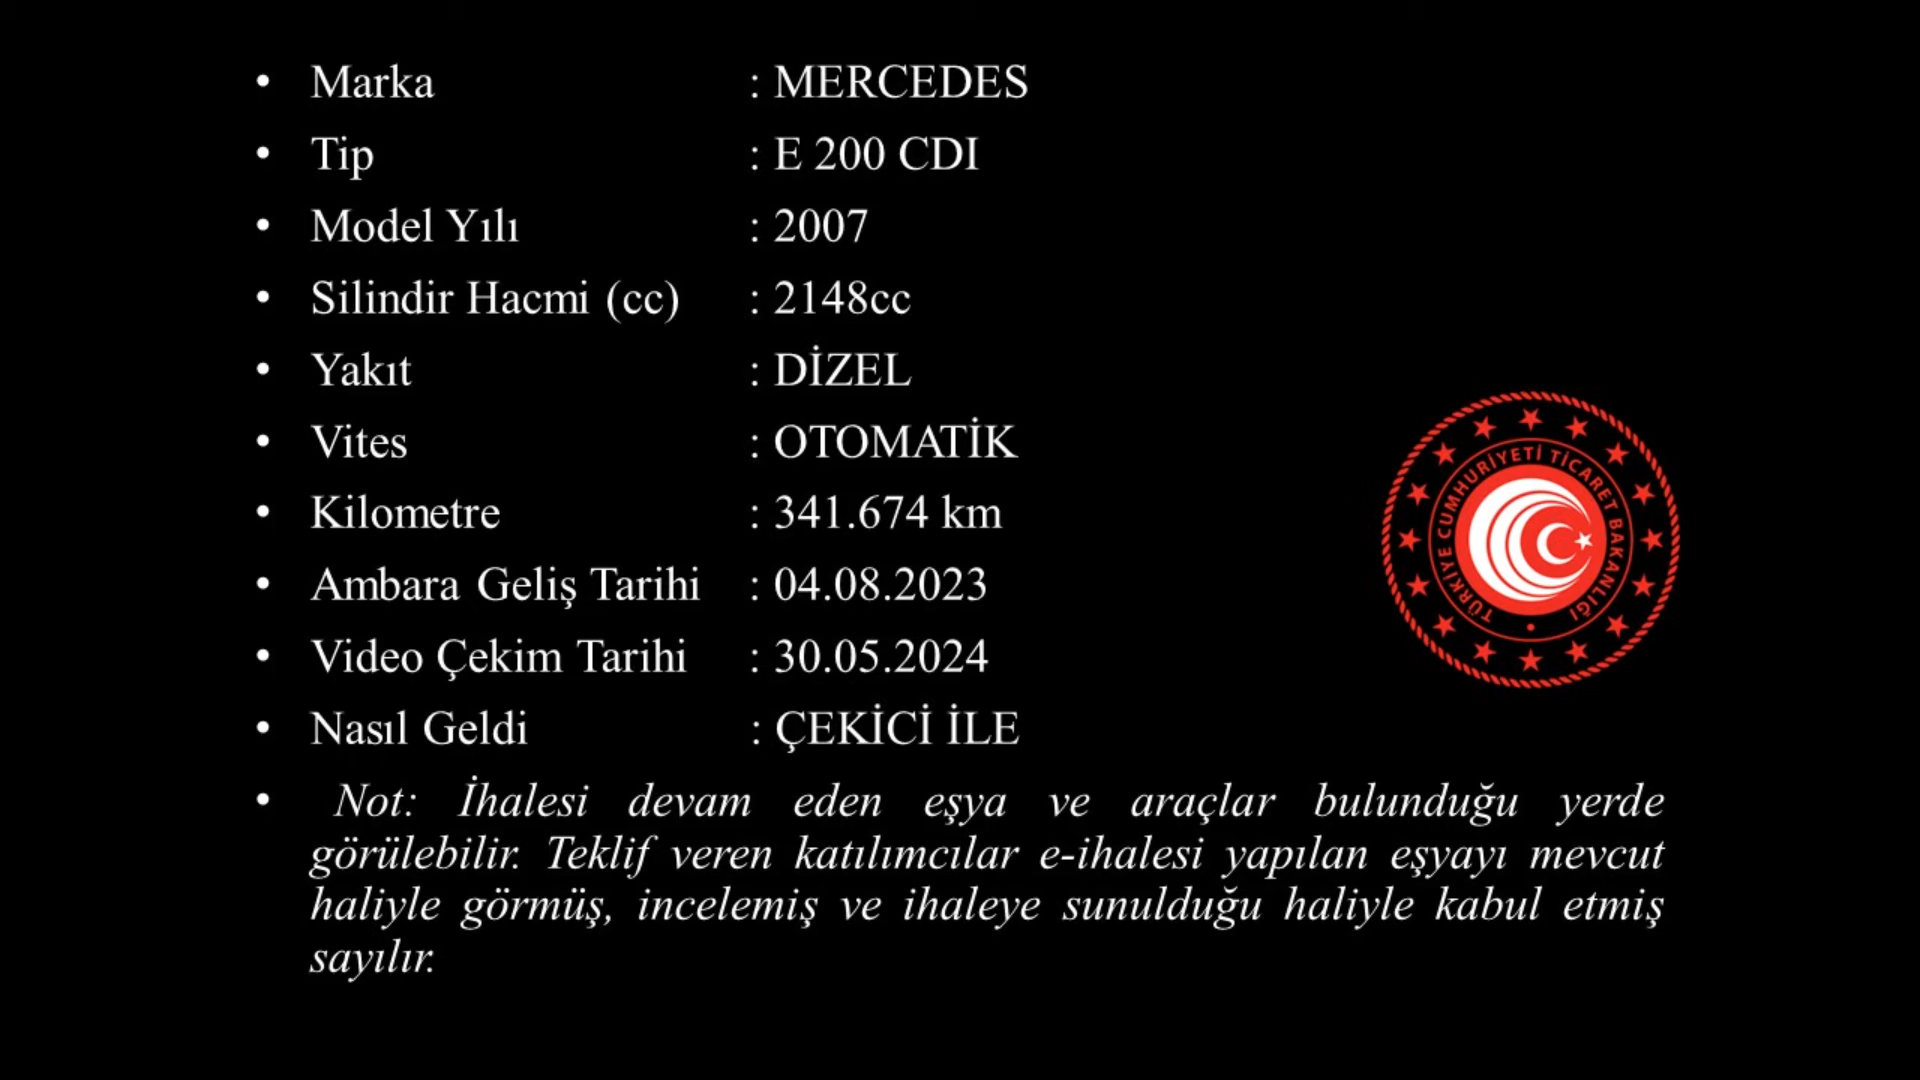 • Marka : MERCEDES
• Tip : E 200 CDI
• Model Yılı : 2007
• Silindir Hacmi (cc) : 2148cc
• Yakıt : DİZEL
• Vites : OTOMATİK
• Kilometre : 341.674 km
• Ambara Geliş Tarihi : 04.08.2023
• Video Çekim Tarihi : 30.05.2024
• Nasıl Geldi : ÇEKİCİ İLE
• Not: İhalesi devam eden eşya ve araçlar bulunduğu yerde
görülebilir. Teklif veren katılımcılar e-ihalesi yapılan eşyayı mevcut
haliyle görmüş, incelemiş ve ihaleye sunulduğu haliyle kabul etmiş
sayılır.
TÜRKİYE CUMHURİYETİ TİCARET BAKANLIĞI